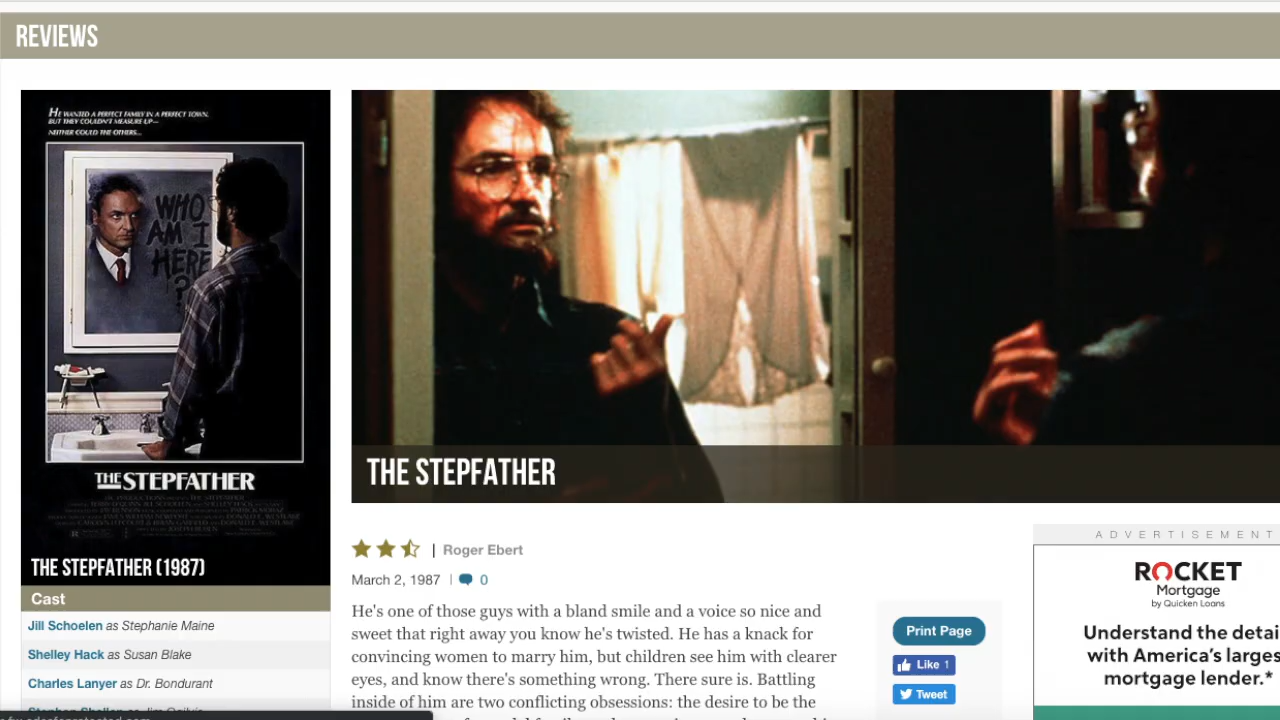 REVIEWS
HE WANTED A PERFECT FAMILY IN A PERFECT TOWN.
BUT THEY COULDN'T MEASURE UP—
NEITHER COULD THE OTHERS...
WHO
AM I
HERE
?
THE STEPFATHER
THE STEPFATHER (1987)
Cast
Jill Schoelen as Stephanie Maine
Shelley Hack as Susan Blake
Charles Lanyer as Dr. Bondurant
THE STEPFATHER
| Roger Ebert
March 2, 1987 | 0
He's one of those guys with a bland smile and a voice so nice and
sweet that right away you know he's twisted. He has a knack for
convincing women to marry him, but children see him with clearer
eyes, and know there's something wrong. There sure is. Battling
inside of him are two conflicting obsessions: the desire to be the
Print Page
Like 1
Tweet
ADVERTISEMENT
ROCKET
Mortgage
by Quicken Loans
Understand the detai
with America's larges
mortgage lender.*